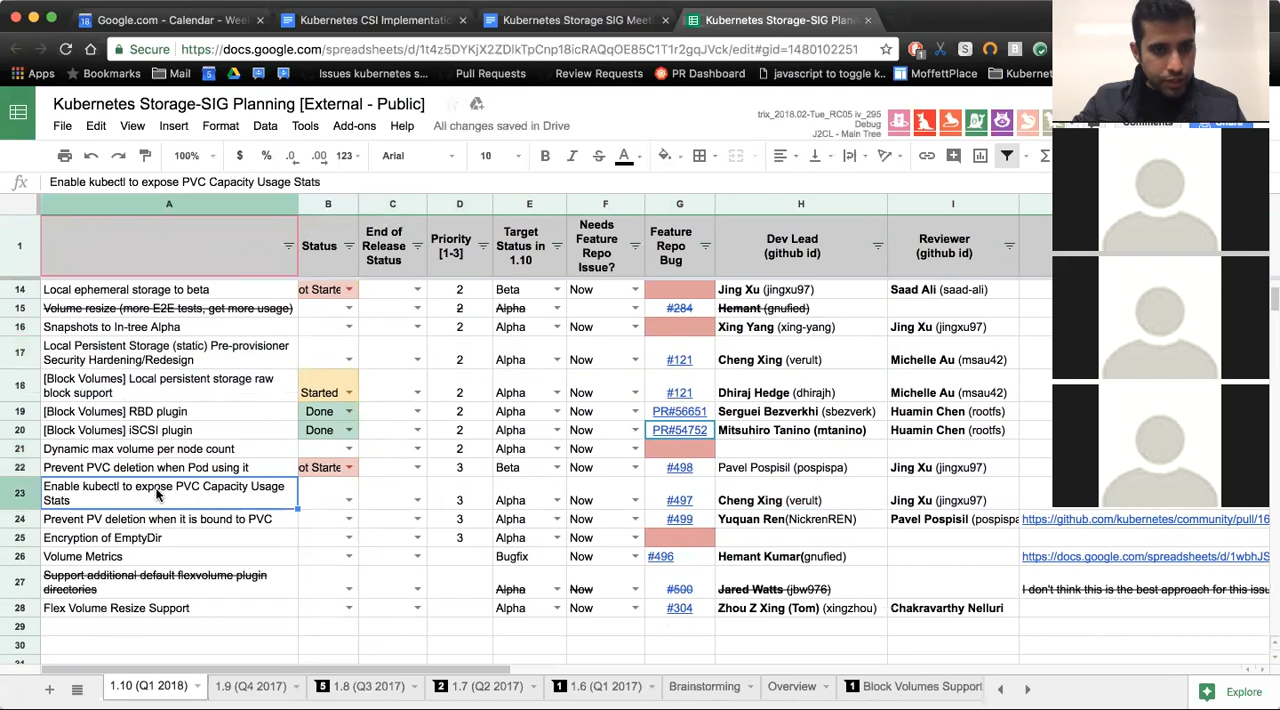 Google.com - Calendar - Wee
Kubernetes CSI Implementatio
Kubernetes Storage SIG Meeti
Kubernetes Storage-SIG Plann
Secure https://docs.google.com/spreadsheets/d/1t4z5DYKjX2ZDlkTpCnp18icRAQqOE85C1T1r2gqJVck/edit#gid=1480102251
Apps Bookmarks Mail Issues kubernetes s... Pull Requests Review Requests PR Dashboard javascript to toggle k... MoffettPlace Kubern
Kubernetes Storage-SIG Planning [External - Public]
trix_2018.02-Tue_RC05 iv_295
Debug
J2CL - Main Tree
File Edit View Insert Format Data Tools Add-ons Help All changes saved in Drive
100% $ % .0 .00 123 Arial 10 B I S A
fx Enable kubectl to expose PVC Capacity Usage Stats
A B C D E F G H I
1 Status End of Release Status Priority [1-3] Target Status in 1.10 Needs Feature Repo Issue? Feature Repo Bug Dev Lead (github id) Reviewer (github id)
14 Local ephemeral storage to beta ot Starte 2 Beta Now Jing Xu (jingxu97) Saad Ali (saad-ali)
15 Volume resize (more E2E tests, get more usage) 2 Alpha #284 Hemant (gnufied)
16 Snapshots to In-tree Alpha 2 Alpha Now Xing Yang (xing-yang) Jing Xu (jingxu97)
17 Local Persistent Storage (static) Pre-provisioner Security Hardening/Redesign 2 Alpha Now #121 Cheng Xing (verult) Michelle Au (msau42)
18 [Block Volumes] Local persistent storage raw block support Started 2 Alpha Now #121 Dhiraj Hedge (dhirajh) Michelle Au (msau42)
19 [Block Volumes] RBD plugin Done 2 Alpha Now PR#56651 Serguei Bezverkhi (sbezverk) Huamin Chen (rootfs)
20 [Block Volumes] iSCSI plugin Done 2 Alpha Now PR#54752 Mitsuhiro Tanino (mtanino) Huamin Chen (rootfs)
21 Dynamic max volume per node count 2 Alpha Now
22 Prevent PVC deletion when Pod using it ot Starte 3 Beta Now #498 Pavel Pospisil (pospispa) Jing Xu (jingxu97)
23 Enable kubectl to expose PVC Capacity Usage Stats 3 Alpha Now #497 Cheng Xing (verult) Jing Xu (jingxu97)
24 Prevent PV deletion when it is bound to PVC 3 Alpha Now #499 Yuquan Ren(NickrenREN) Pavel Pospisil (pospispa https://github.com/kubernetes/community/pull/16
25 Encryption of EmptyDir 3 Alpha Now
26 Volume Metrics Bugfix Now #496 Hemant Kumar(gnufied) https://docs.google.com/spreadsheets/d/1wbhJS
27 Support additional default flexvolume plugin directories Alpha Now #500 Jared Watts (jbw976) I don't think this is the best approach for this issu
28 Flex Volume Resize Support Alpha Now #304 Zhou Z Xing (Tom) (xingzhou) Chakravarthy Nelluri
29
30
1.10 (Q1 2018) 1.9 (Q4 2017) 5 1.8 (Q3 2017) 2 1.7 (Q2 2017) 1 1.6 (Q1 2017) Brainstorming Overview 1 Block Volumes Support Explore